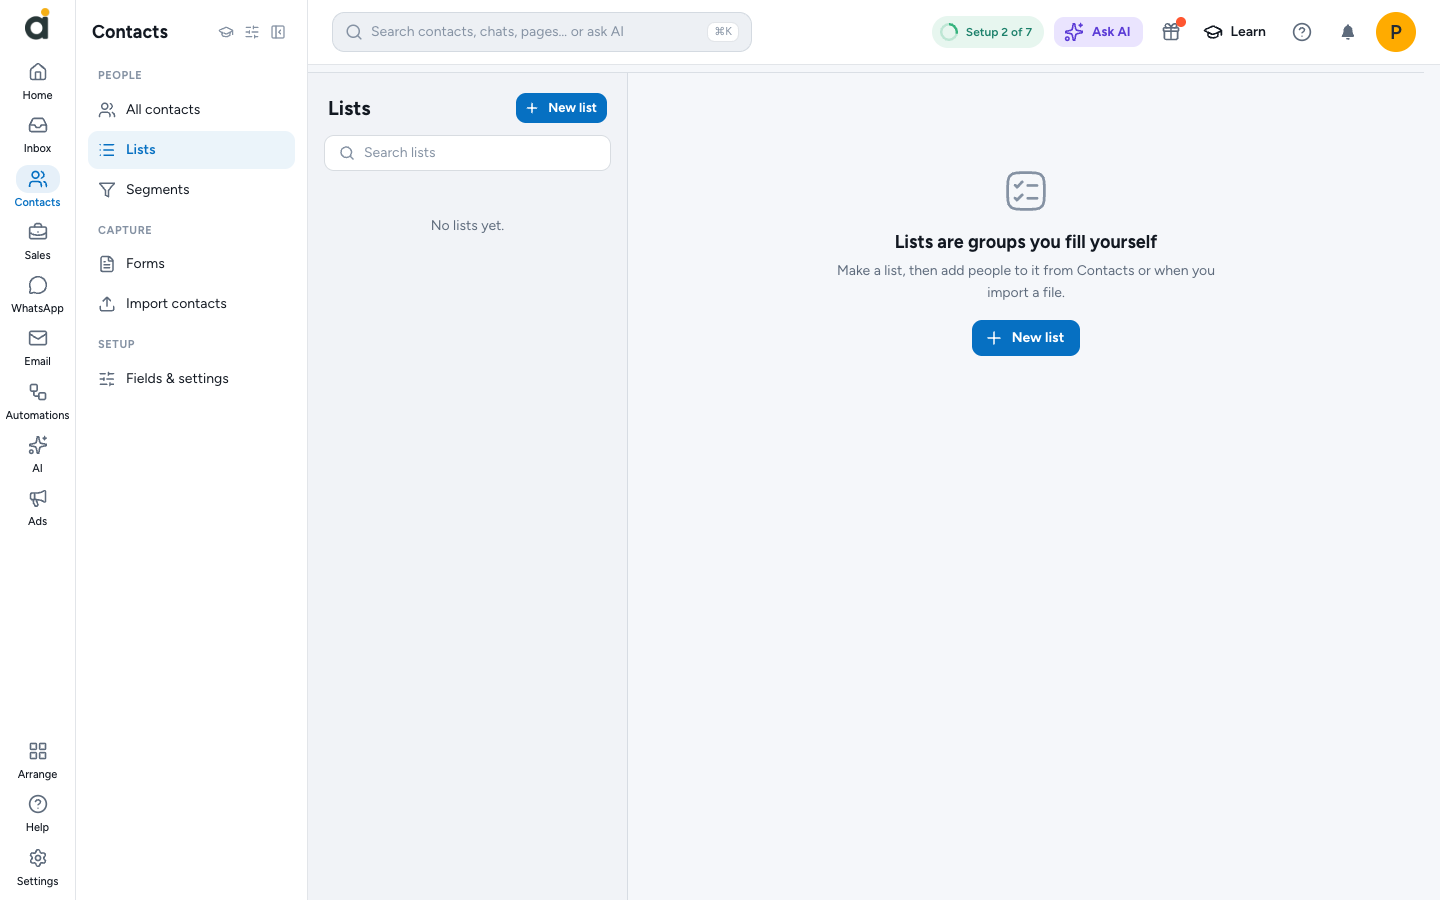 Home
Inbox
Contacts
Sales
WhatsApp
Email
Automations
AI
Ads
Arrange
Help
Settings
Contacts
PEOPLE
All contacts
Lists
Segments
CAPTURE
Forms
Import contacts
SETUP
Fields & settings
Search contacts, chats, pages... or ask AI
⌘K
Setup 2 of 7
Ask AI
Learn
P
Lists
New list
Search lists
No lists yet.
Lists are groups you fill yourself
Make a list, then add people to it from Contacts or when you
import a file.
New list